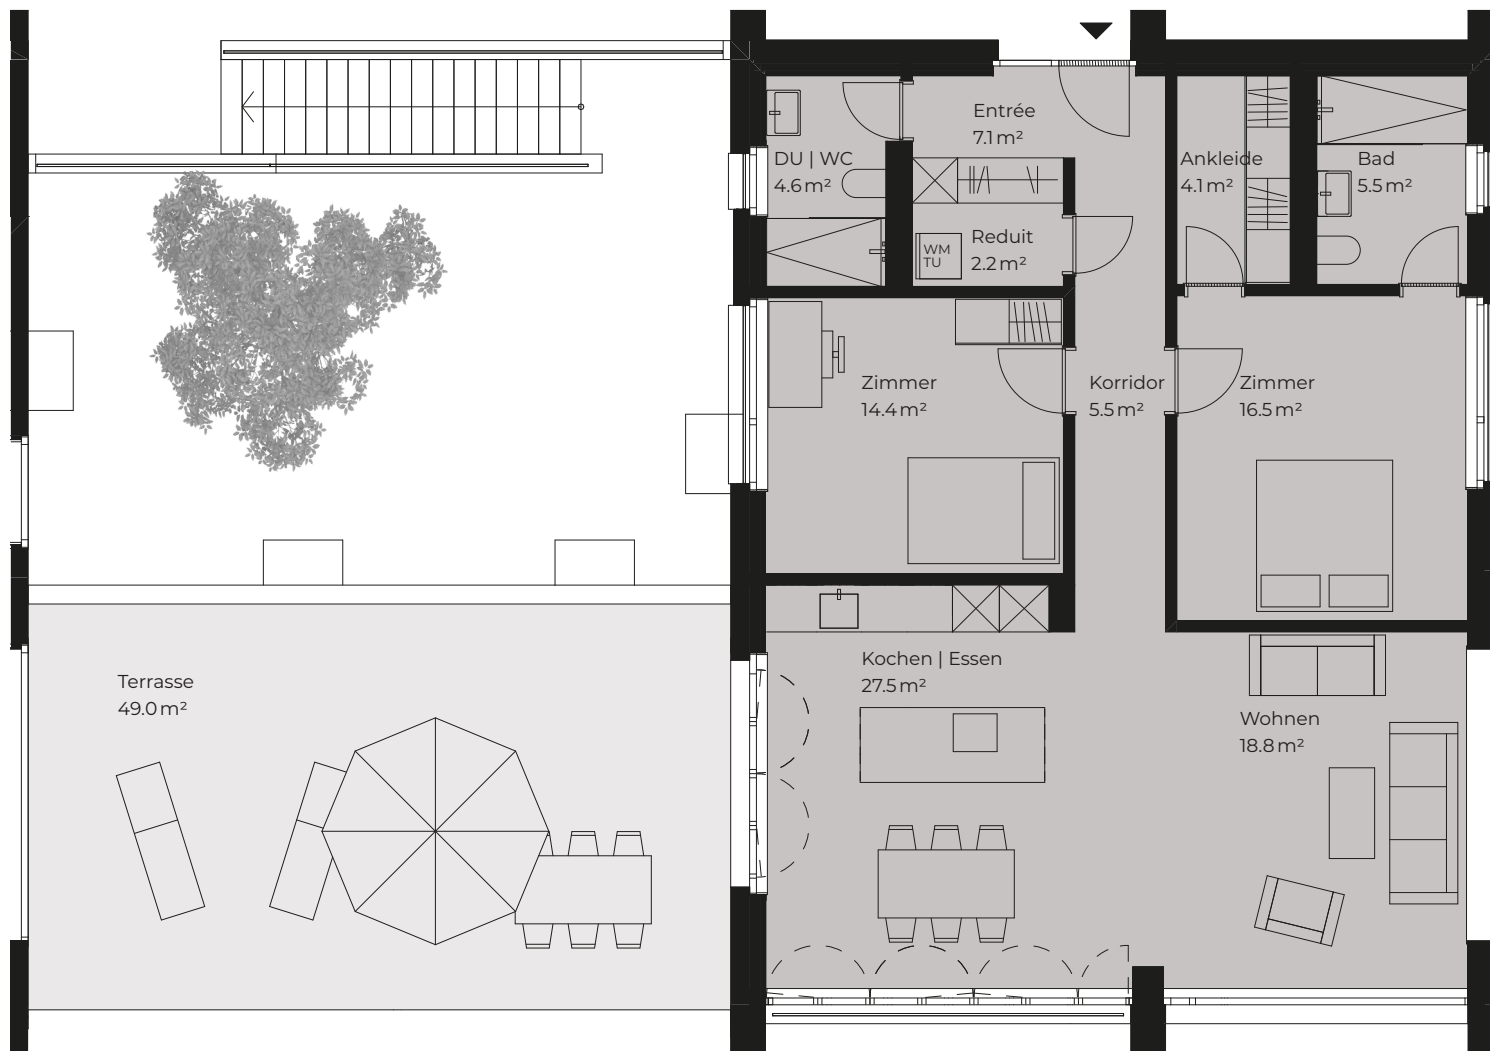 Entrée
7.1 m²
DU | WC
4.6 m²
Ankleide
4.1 m²
Bad
5.5 m²
Reduit
2.2 m²
WM
TU
Zimmer
14.4 m²
Korridor
5.5 m²
Zimmer
16.5 m²
Kochen | Essen
27.5 m²
Terrasse
49.0 m²
Wohnen
18.8 m²